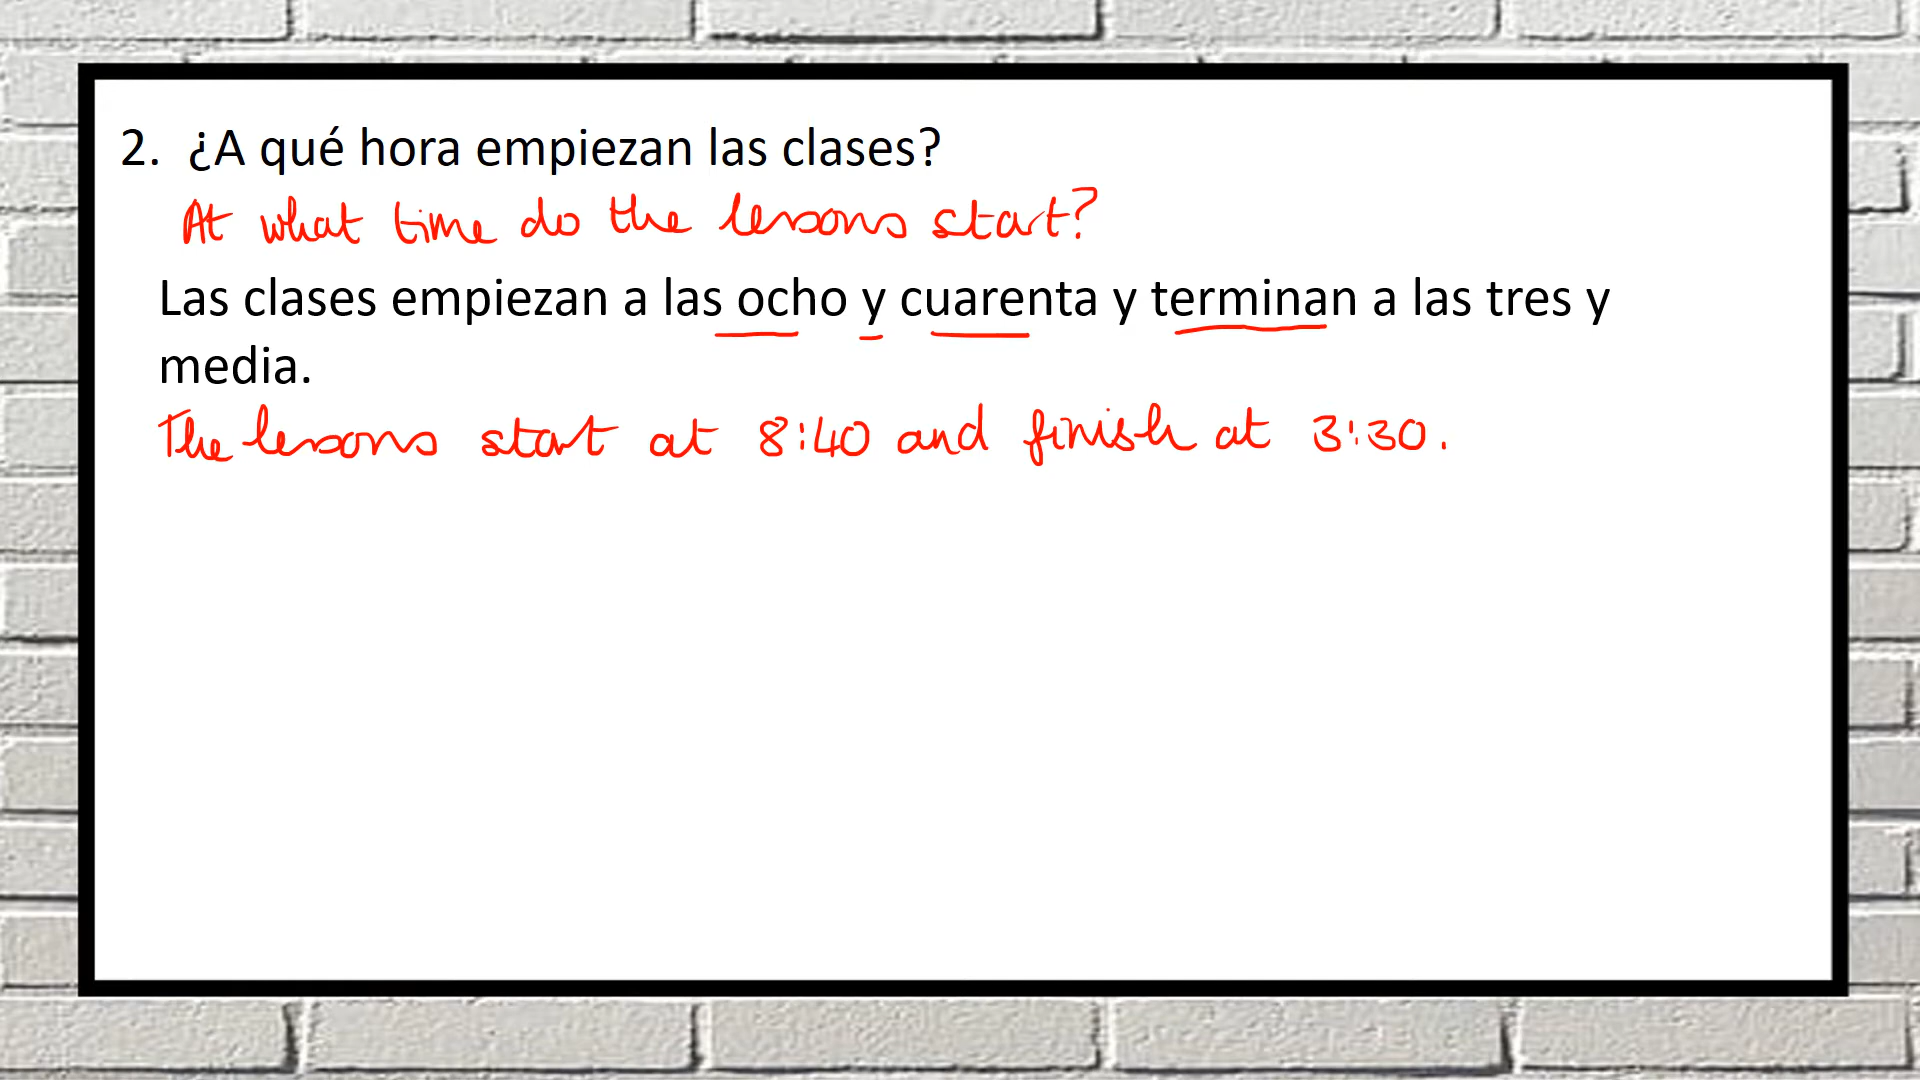 2. ¿A qué hora empiezan las clases?
At what time do the lessons start?
Las clases empiezan a las ocho y cuarenta y terminan a las tres y
media.
The lessons start at 8:40 and finish at 3:30.